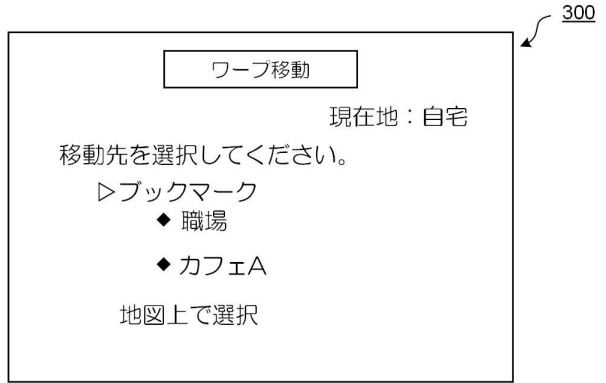 300
ワープ移動
現在地：自宅
移動先を選択してください。
▷ブックマーク
◆ 職場
◆ カフェA
地図上で選択